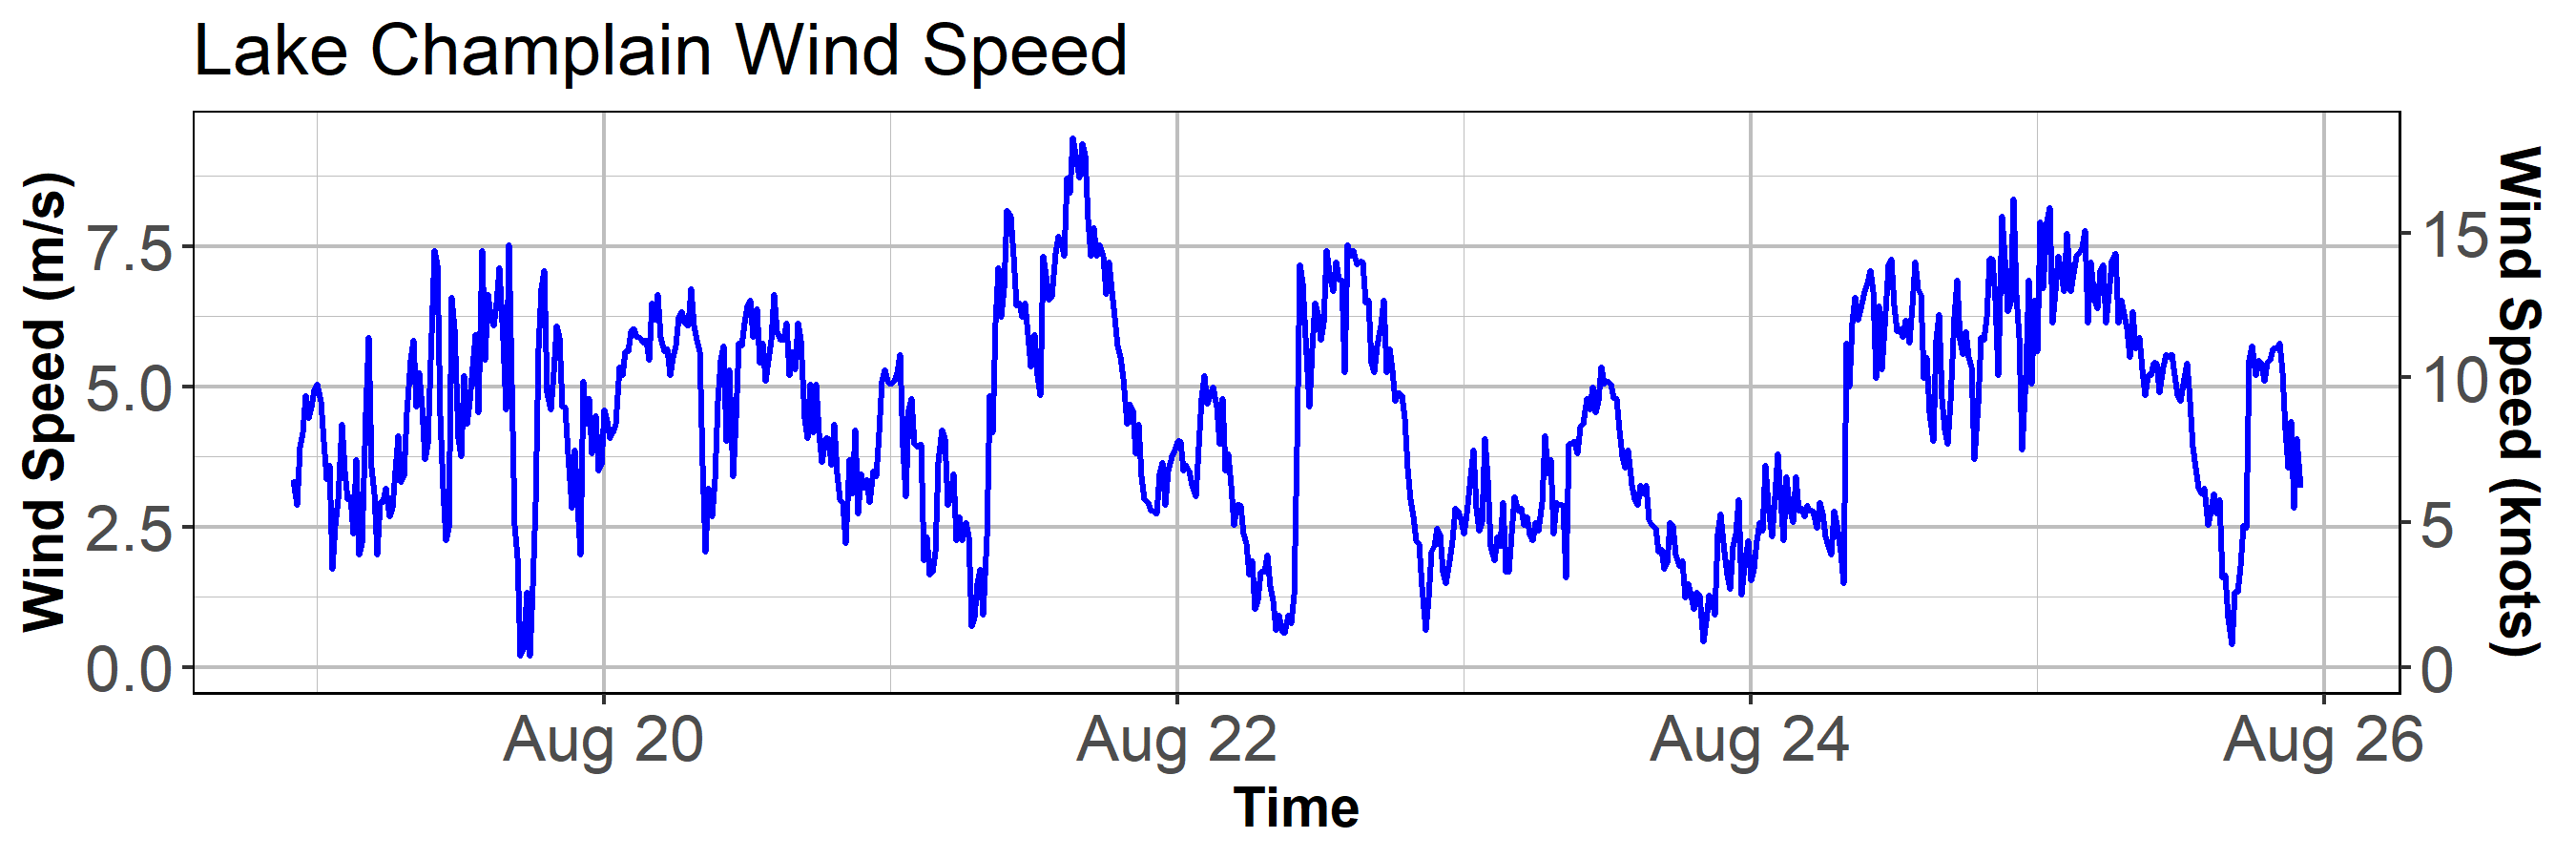 Lake Champlain Wind Speed
Wind Speed (m/s)
7.5
5.0
2.5
0.0
15
10
5
0
Wind Speed (knots)
Aug 20
Aug 22
Aug 24
Aug 26
Time